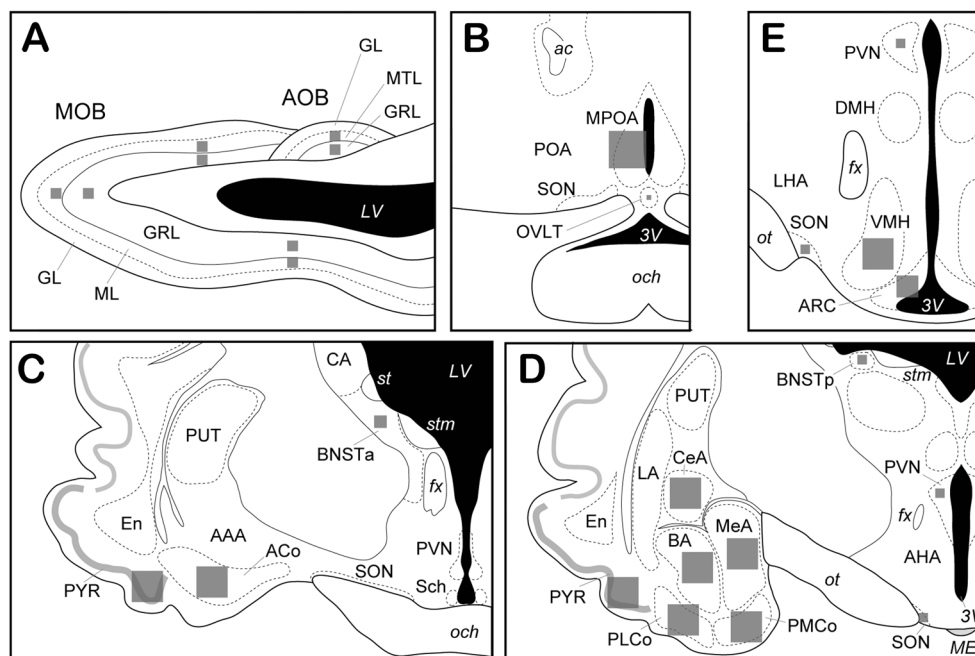 A
GL
MTL
GRL
AOB
MOB
LV
GRL
GL
ML
B
ac
MPOA
POA
SON
OVLT
3V
och
E
PVN
DMH
fx
LHA
SON
VMH
ot
ARC
3V
C
CA
LV
st
stm
PUT
BNSTa
fx
En
AAA
ACo
PVN
SON
Sch
PYR
och
D
LV
BNSTp
stm
PUT
CeA
LA
PVN
En
MeA
fx
BA
AHA
ot
PYR
PLCo
PMCo
SON
3V
ME